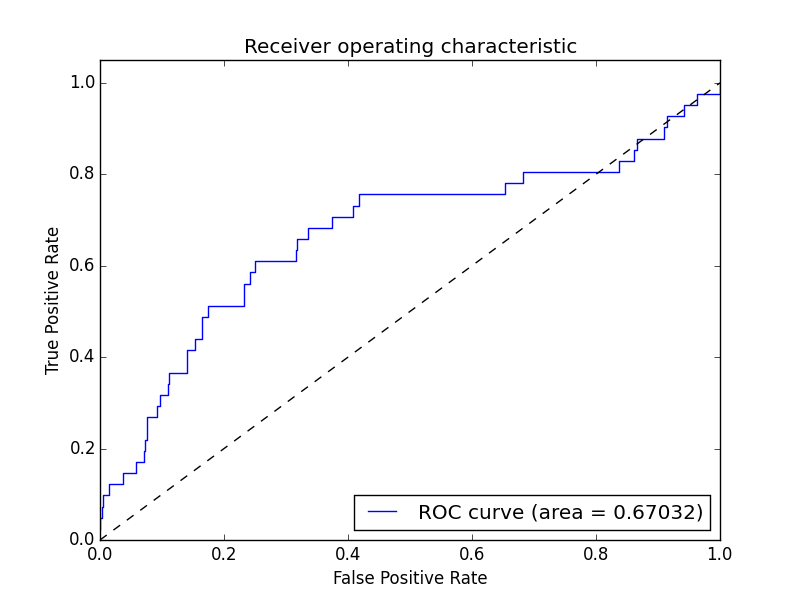 Receiver operating characteristic
True Positive Rate
1.0
0.8
0.6
0.4
0.2
0.0
ROC curve (area = 0.67032)
0.0 0.2 0.4 0.6 0.8 1.0
False Positive Rate